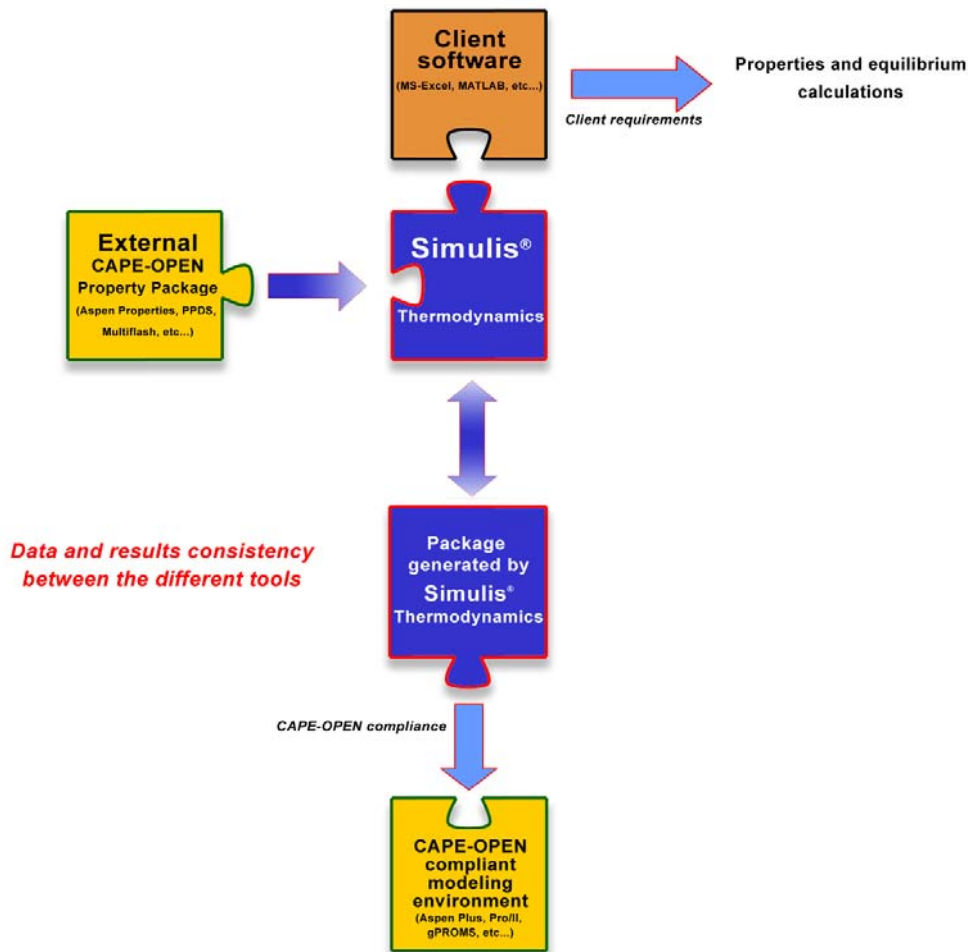 Client
software
(MS-Excel, MATLAB, etc...)
Client requirements
Properties and equilibrium
calculations
External
CAPE-OPEN
Property Package
(Aspen Properties, PPDS,
Multiflash, etc...)
Simulis®
Thermodynamics
Data and results consistency
between the different tools
Package
generated by
Simulis®
Thermodynamics
CAPE-OPEN compliance
CAPE-OPEN
compliant
modeling
environment
(Aspen Plus, Pro/II,
gPROMS, etc...)